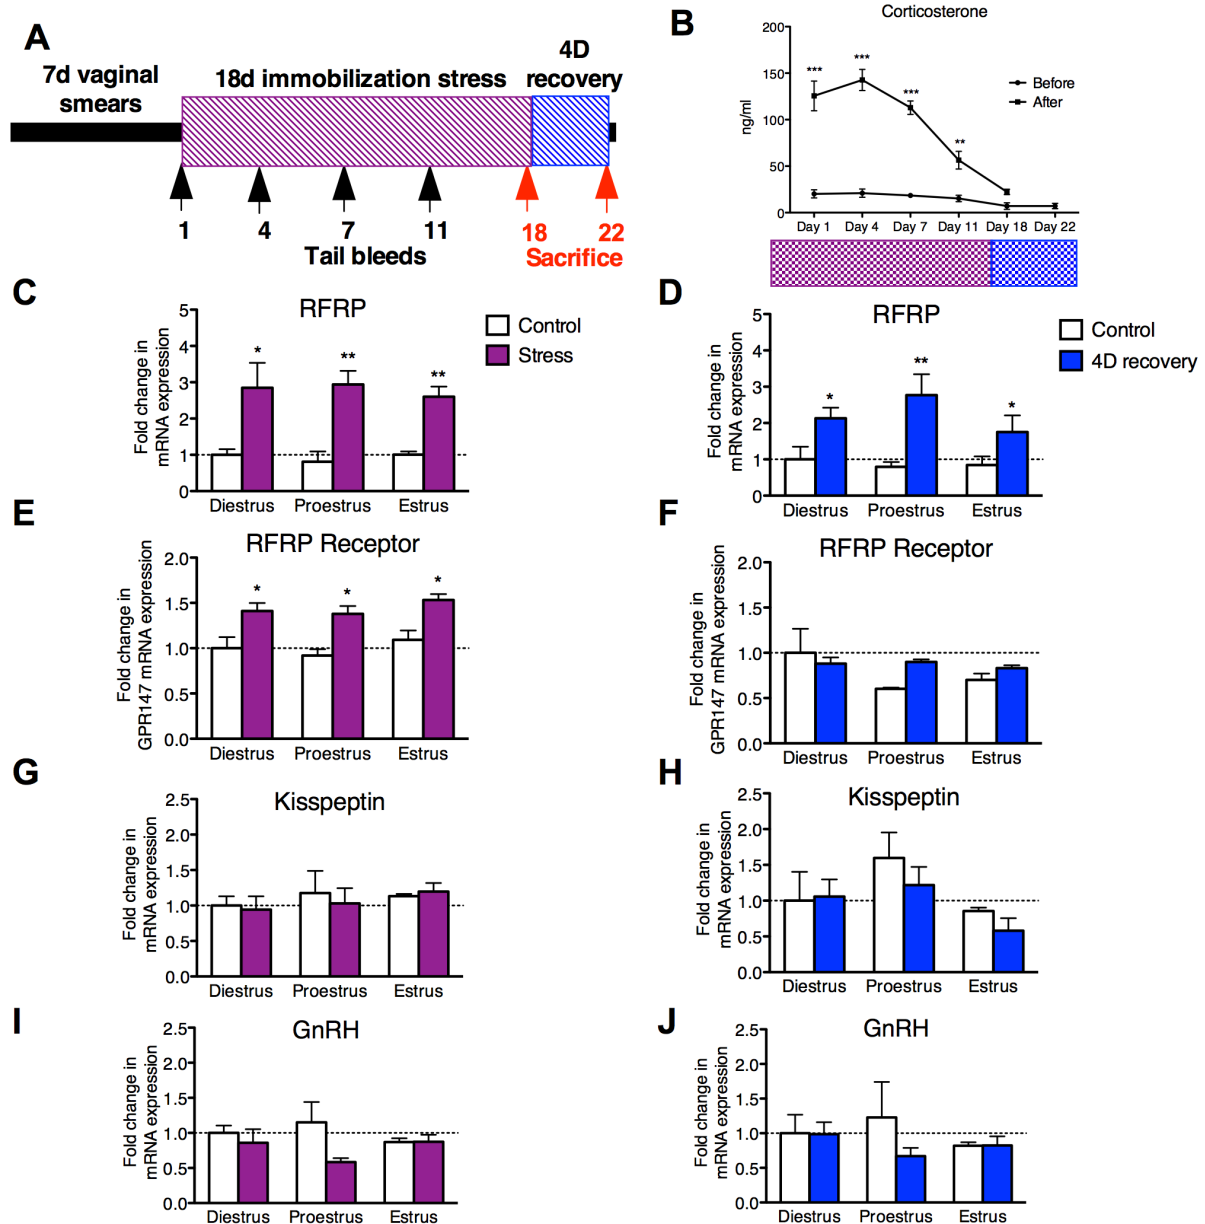 A
7d vaginal
smears
18d immobilization stress
4D
recovery
1
4
7
11
18
22
Tail bleeds
Sacrifice
B
Corticosterone
ng/ml
200
150
100
50
0
***
***
***
**
Before
After
Day 1
Day 4
Day 7
Day 11
Day 18
Day 22
C
RFRP
Fold change in
mRNA expression
5
4
3
2
1
0
*
**
**
Control
Stress
Diestrus
Proestrus
Estrus
D
RFRP
Fold change in
mRNA expression
5
4
3
2
1
0
*
**
*
Control
4D recovery
Diestrus
Proestrus
Estrus
E
RFRP Receptor
Fold change in
GPR147 mRNA expression
2.0
1.5
1.0
0.5
0.0
*
*
*
Diestrus
Proestrus
Estrus
F
RFRP Receptor
Fold change in
GPR147 mRNA expression
2.0
1.5
1.0
0.5
0.0
Diestrus
Proestrus
Estrus
G
Kisspeptin
Fold change in
mRNA expression
2.5
2.0
1.5
1.0
0.5
0.0
Diestrus
Proestrus
Estrus
H
Kisspeptin
Fold change in
mRNA expression
2.5
2.0
1.5
1.0
0.5
0.0
Diestrus
Proestrus
Estrus
I
GnRH
Fold change in
mRNA expression
2.5
2.0
1.5
1.0
0.5
0.0
Diestrus
Proestrus
Estrus
J
GnRH
Fold change in
mRNA expression
2.5
2.0
1.5
1.0
0.5
0.0
Diestrus
Proestrus
Estrus